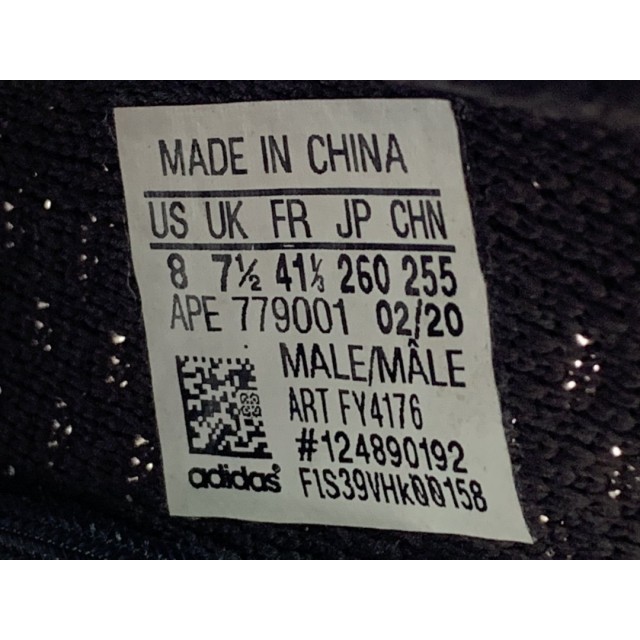 MADE IN CHINA
US UK FR JP CHN
8 7½ 41⅓ 260 255
APE 779001 02/20
MALE/MÂLE
ART FY4176
#124890192
adidas® FIS39VHk00158